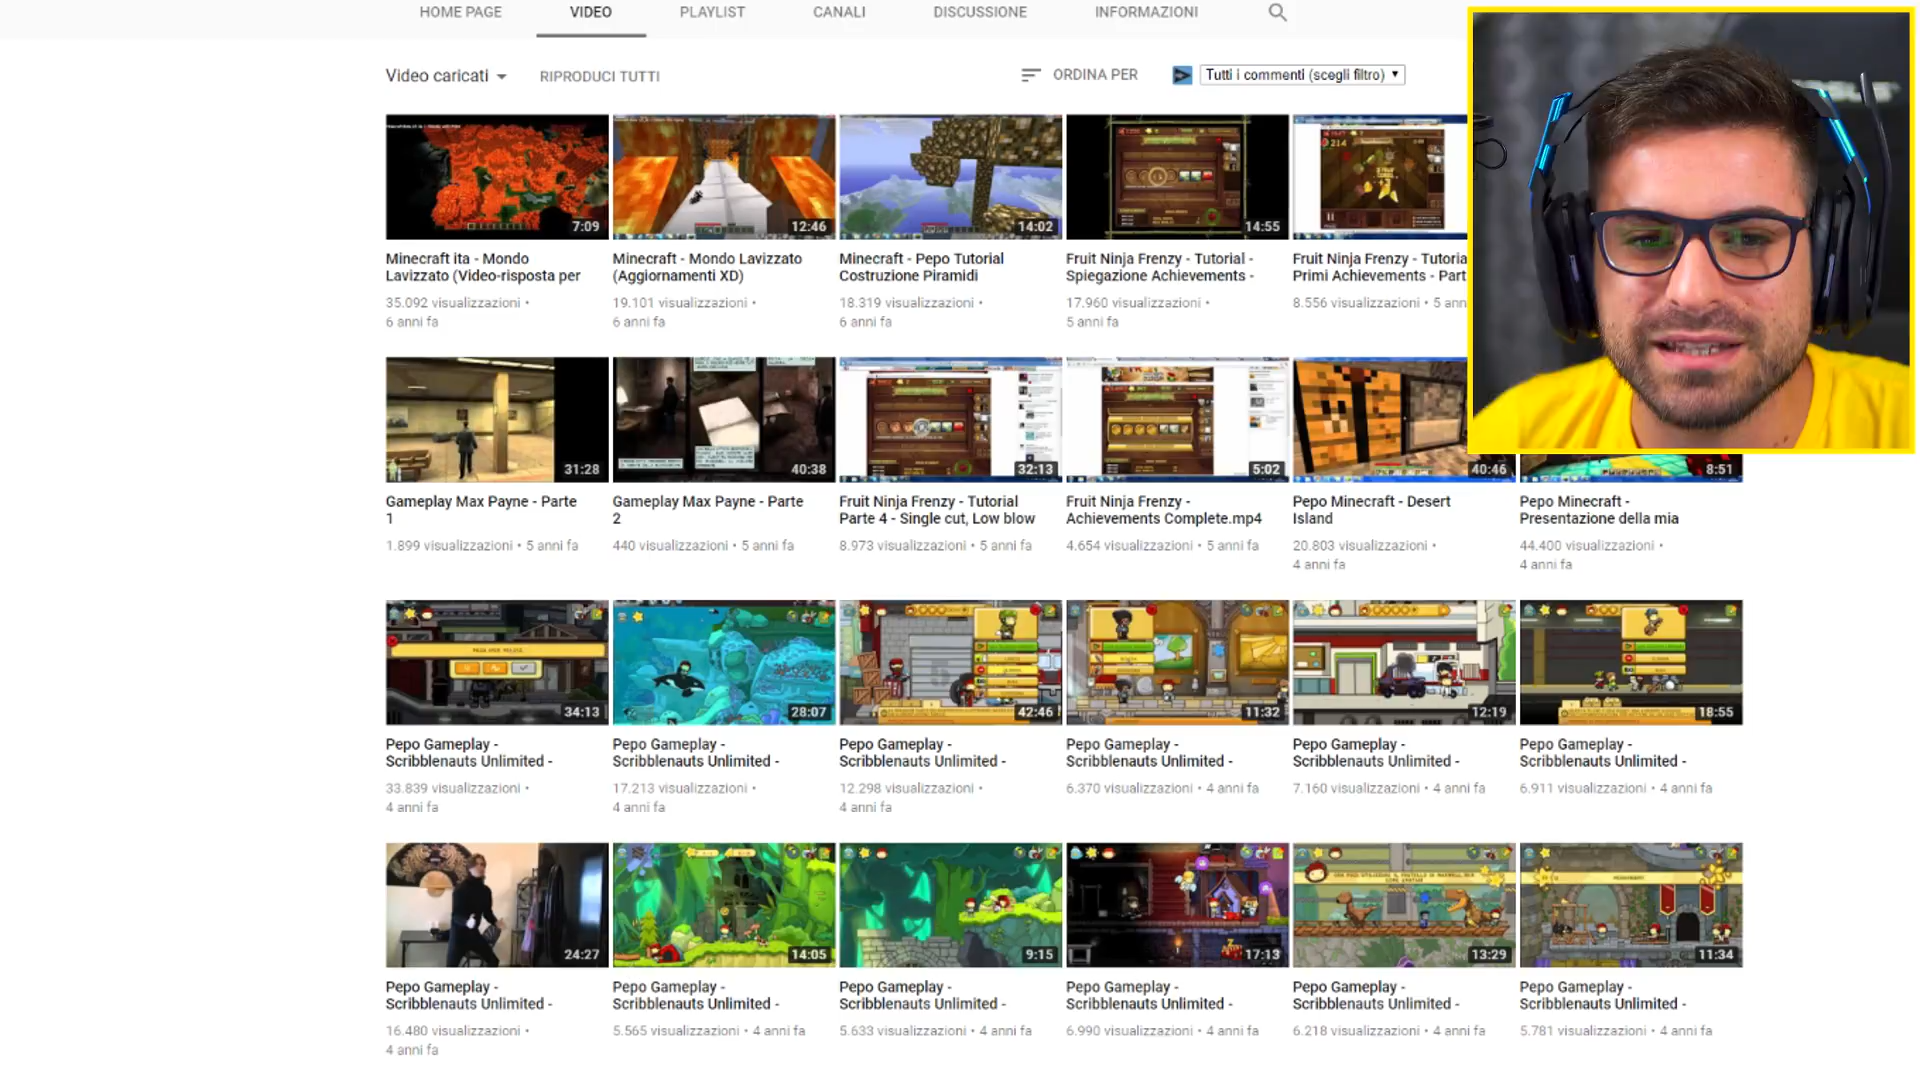 HOME PAGE
VIDEO
PLAYLIST
CANALI
DISCUSSIONE
INFORMAZIONI
Video caricati
RIPRODUCI TUTTI
ORDINA PER
Tutti i commenti (scegli filtro)
7:09
12:46
14:02
14:55
214
Minecraft ita - Mondo
Lavizzato (Video-risposta per
35.092 visualizzazioni •
6 anni fa
Minecraft - Mondo Lavizzato
(Aggiornamenti XD)
19.101 visualizzazioni •
6 anni fa
Minecraft - Pepo Tutorial
Costruzione Piramidi
18.319 visualizzazioni •
6 anni fa
Fruit Ninja Frenzy - Tutorial -
Spiegazione Achievements -
17.960 visualizzazioni •
5 anni fa
Fruit Ninja Frenzy - Tutoria
Primi Achievements - Part
8.556 visualizzazioni • 5 ann
31:28
40:38
32:13
5:02
40:46
8:51
Gameplay Max Payne - Parte
1
1.899 visualizzazioni • 5 anni fa
Gameplay Max Payne - Parte
2
440 visualizzazioni • 5 anni fa
Fruit Ninja Frenzy - Tutorial
Parte 4 - Single cut, Low blow
8.973 visualizzazioni • 5 anni fa
Fruit Ninja Frenzy -
Achievements Complete.mp4
4.654 visualizzazioni • 5 anni fa
Pepo Minecraft - Desert
Island
20.803 visualizzazioni •
4 anni fa
Pepo Minecraft -
Presentazione della mia
44.400 visualizzazioni •
4 anni fa
34:13
28:07
42:46
11:32
12:19
18:55
Pepo Gameplay -
Scribblenauts Unlimited -
33.839 visualizzazioni •
4 anni fa
Pepo Gameplay -
Scribblenauts Unlimited -
17.213 visualizzazioni •
4 anni fa
Pepo Gameplay -
Scribblenauts Unlimited -
12.298 visualizzazioni •
4 anni fa
Pepo Gameplay -
Scribblenauts Unlimited -
6.370 visualizzazioni • 4 anni fa
Pepo Gameplay -
Scribblenauts Unlimited -
7.160 visualizzazioni • 4 anni fa
Pepo Gameplay -
Scribblenauts Unlimited -
6.911 visualizzazioni • 4 anni fa
24:27
14:05
9:15
17:13
13:29
11:34
Pepo Gameplay -
Scribblenauts Unlimited -
16.480 visualizzazioni •
4 anni fa
Pepo Gameplay -
Scribblenauts Unlimited -
5.565 visualizzazioni • 4 anni fa
Pepo Gameplay -
Scribblenauts Unlimited -
5.633 visualizzazioni • 4 anni fa
Pepo Gameplay -
Scribblenauts Unlimited -
6.990 visualizzazioni • 4 anni fa
Pepo Gameplay -
Scribblenauts Unlimited -
6.218 visualizzazioni • 4 anni fa
Pepo Gameplay -
Scribblenauts Unlimited -
5.781 visualizzazioni • 4 anni fa